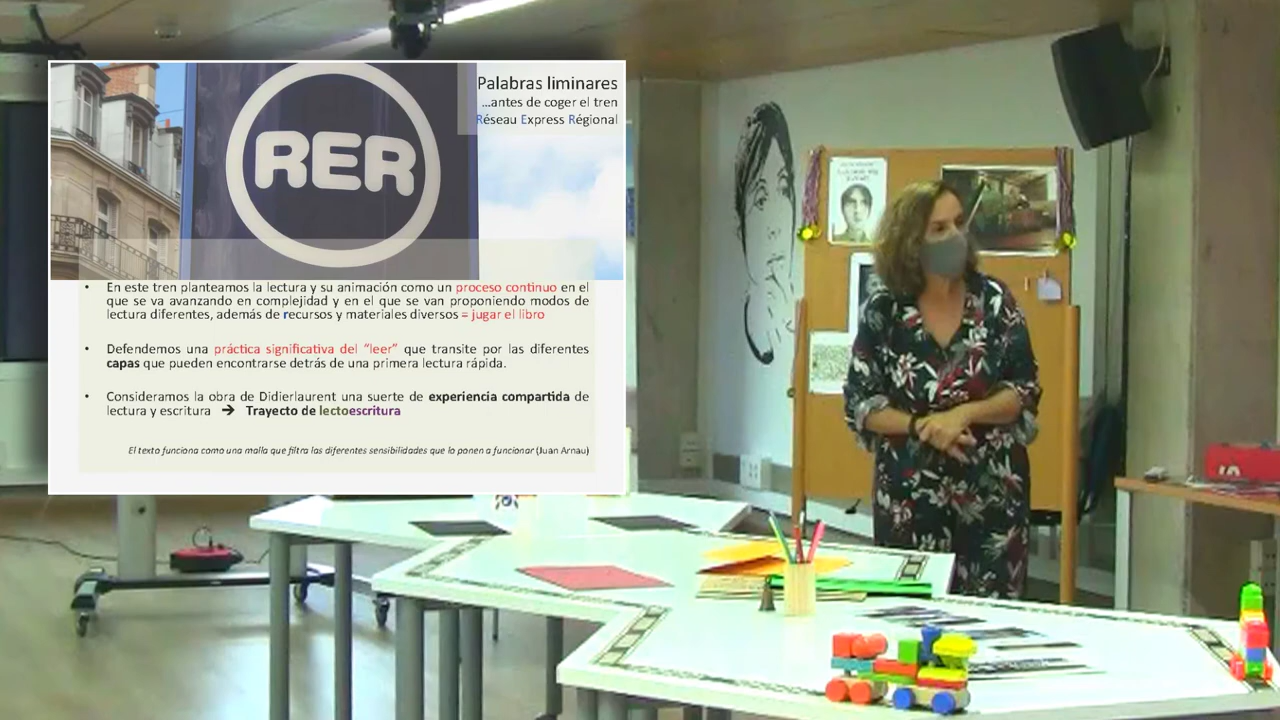 RER
Palabras liminares
...antes de coger el tren
Réseau Express Régional
• En este tren planteamos la lectura y su animación como un proceso continuo en el
que se va avanzando en complejidad y en el que se van proponiendo modos de
lectura diferentes, además de recursos y materiales diversos = jugar el libro
• Defendemos una práctica significativa del “leer” que transite por las diferentes
capas que pueden encontrarse detrás de una primera lectura rápida.
• Consideramos la obra de Didierlaurent una suerte de experiencia compartida de
lectura y escritura ➔ Trayecto de lectoescritura
El texto funciona como una malla que filtra las diferentes sensibilidades que lo ponen a funcionar (Juan Arnau)